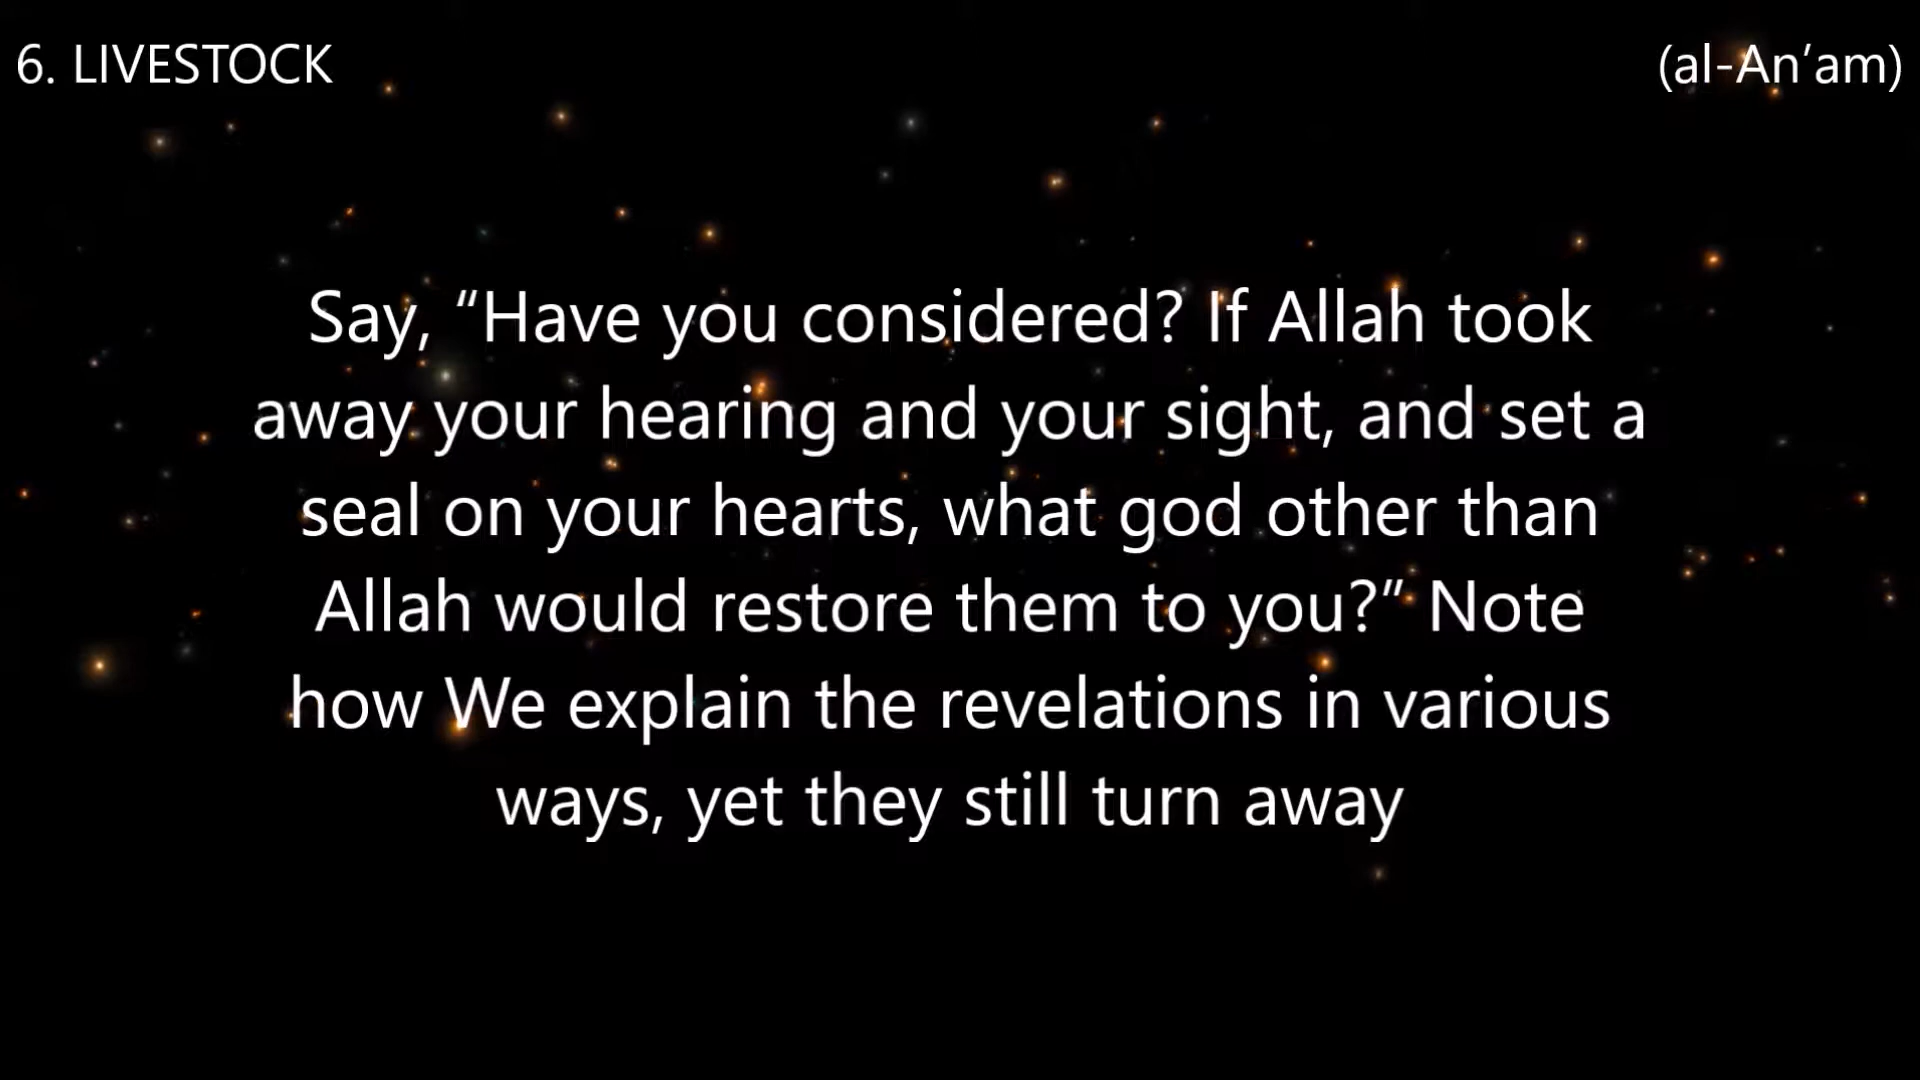 6. LIVESTOCK (al-An’am)
Say, “Have you considered? If Allah took
away your hearing and your sight, and set a
seal on your hearts, what god other than
Allah would restore them to you?” Note
how We explain the revelations in various
ways, yet they still turn away